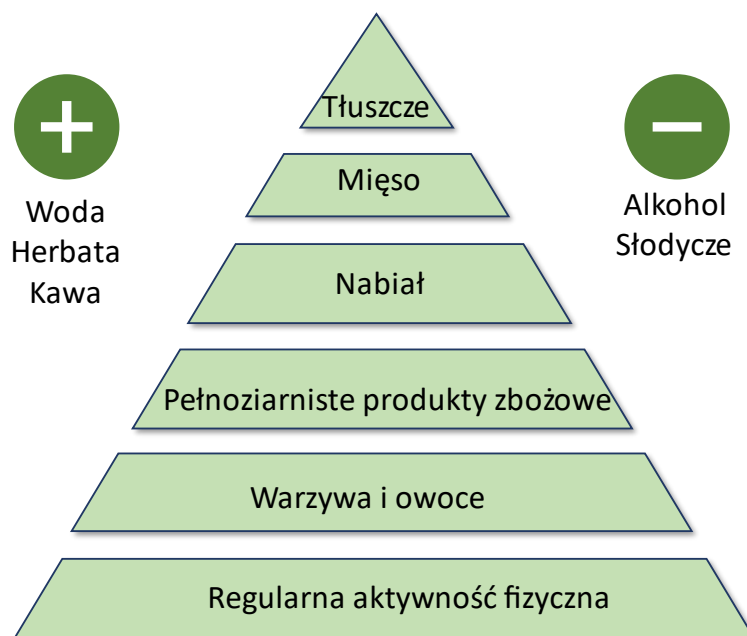 Tłuszcze
Mięso
Nabiał
Pełnoziarniste produkty zbożowe
Warzywa i owoce
Regularna aktywność fizyczna
Woda
Herbata
Kawa
Alkohol
Słodycze